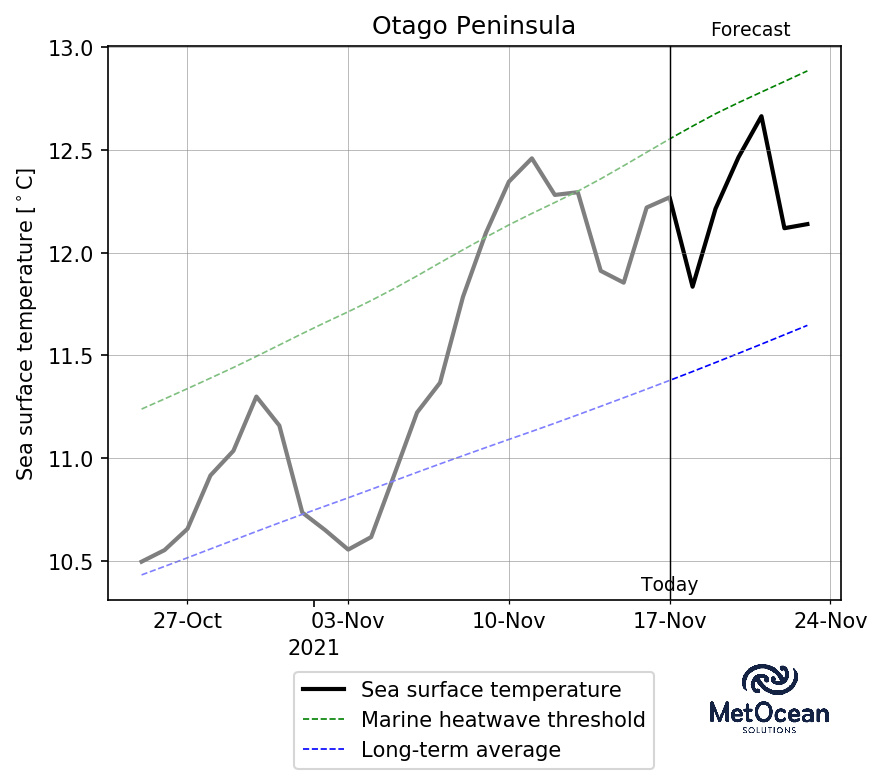 Otago Peninsula
Forecast
13.0
12.5
12.0
11.5
11.0
10.5
Sea surface temperature [°C]
Today
27-Oct 03-Nov 10-Nov 17-Nov 24-Nov
2021
Sea surface temperature
Marine heatwave threshold
Long-term average
MetOcean
SOLUTIONS